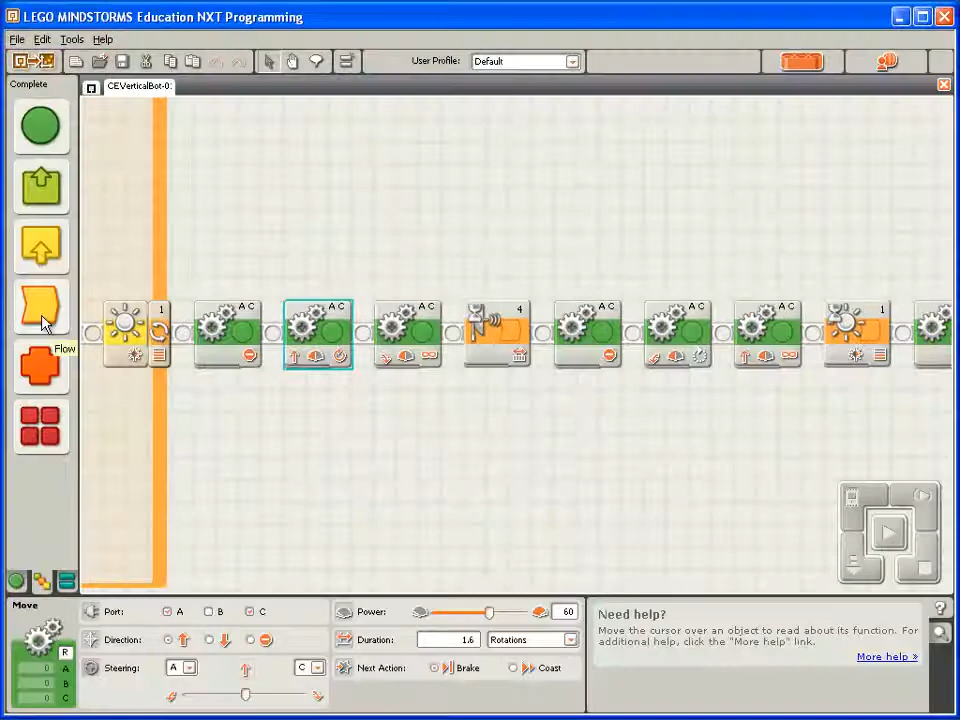 LEGO MINDSTORMS Education NXT Programming
File Edit Tools Help
User Profile: Default
Complete
CEVerticalBot-0
1 A C A C A C 4 A C A C A C 1
Flow
Move
R
0 A
0 B
0 C
Port: A B C
Direction:
Steering: A C
Power: 60
Duration: 1.6 Rotations
Next Action: Brake Coast
Need help?
Move the cursor over an object to read about its function. For
additional help, click the "More help" link.
More help »
?